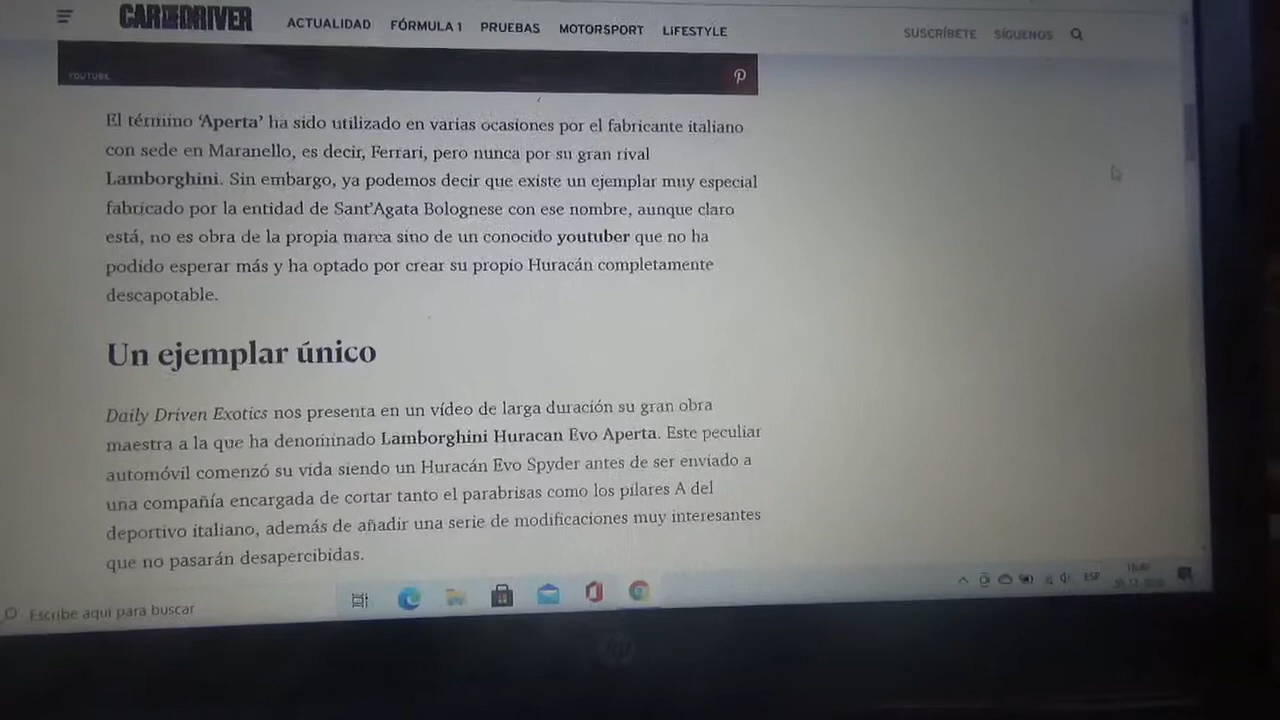 CAR AND DRIVER ACTUALIDAD FÓRMULA 1 PRUEBAS MOTORSPORT LIFESTYLE SUSCRÍBETE SÍGUENOS
YOUTUBE
El término ‘Aperta’ ha sido utilizado en varias ocasiones por el fabricante italiano
con sede en Maranello, es decir, Ferrari, pero nunca por su gran rival
Lamborghini. Sin embargo, ya podemos decir que existe un ejemplar muy especial
fabricado por la entidad de Sant’Agata Bolognese con ese nombre, aunque claro
está, no es obra de la propia marca sino de un conocido youtuber que no ha
podido esperar más y ha optado por crear su propio Huracán completamente
descapotable.
Un ejemplar único
Daily Driven Exotics nos presenta en un vídeo de larga duración su gran obra
maestra a la que ha denominado Lamborghini Huracan Evo Aperta. Este peculiar
automóvil comenzó su vida siendo un Huracán Evo Spyder antes de ser enviado a
una compañía encargada de cortar tanto el parabrisas como los pilares A del
deportivo italiano, además de añadir una serie de modificaciones muy interesantes
que no pasarán desapercibidas.
Escribe aquí para buscar
ESP
hp